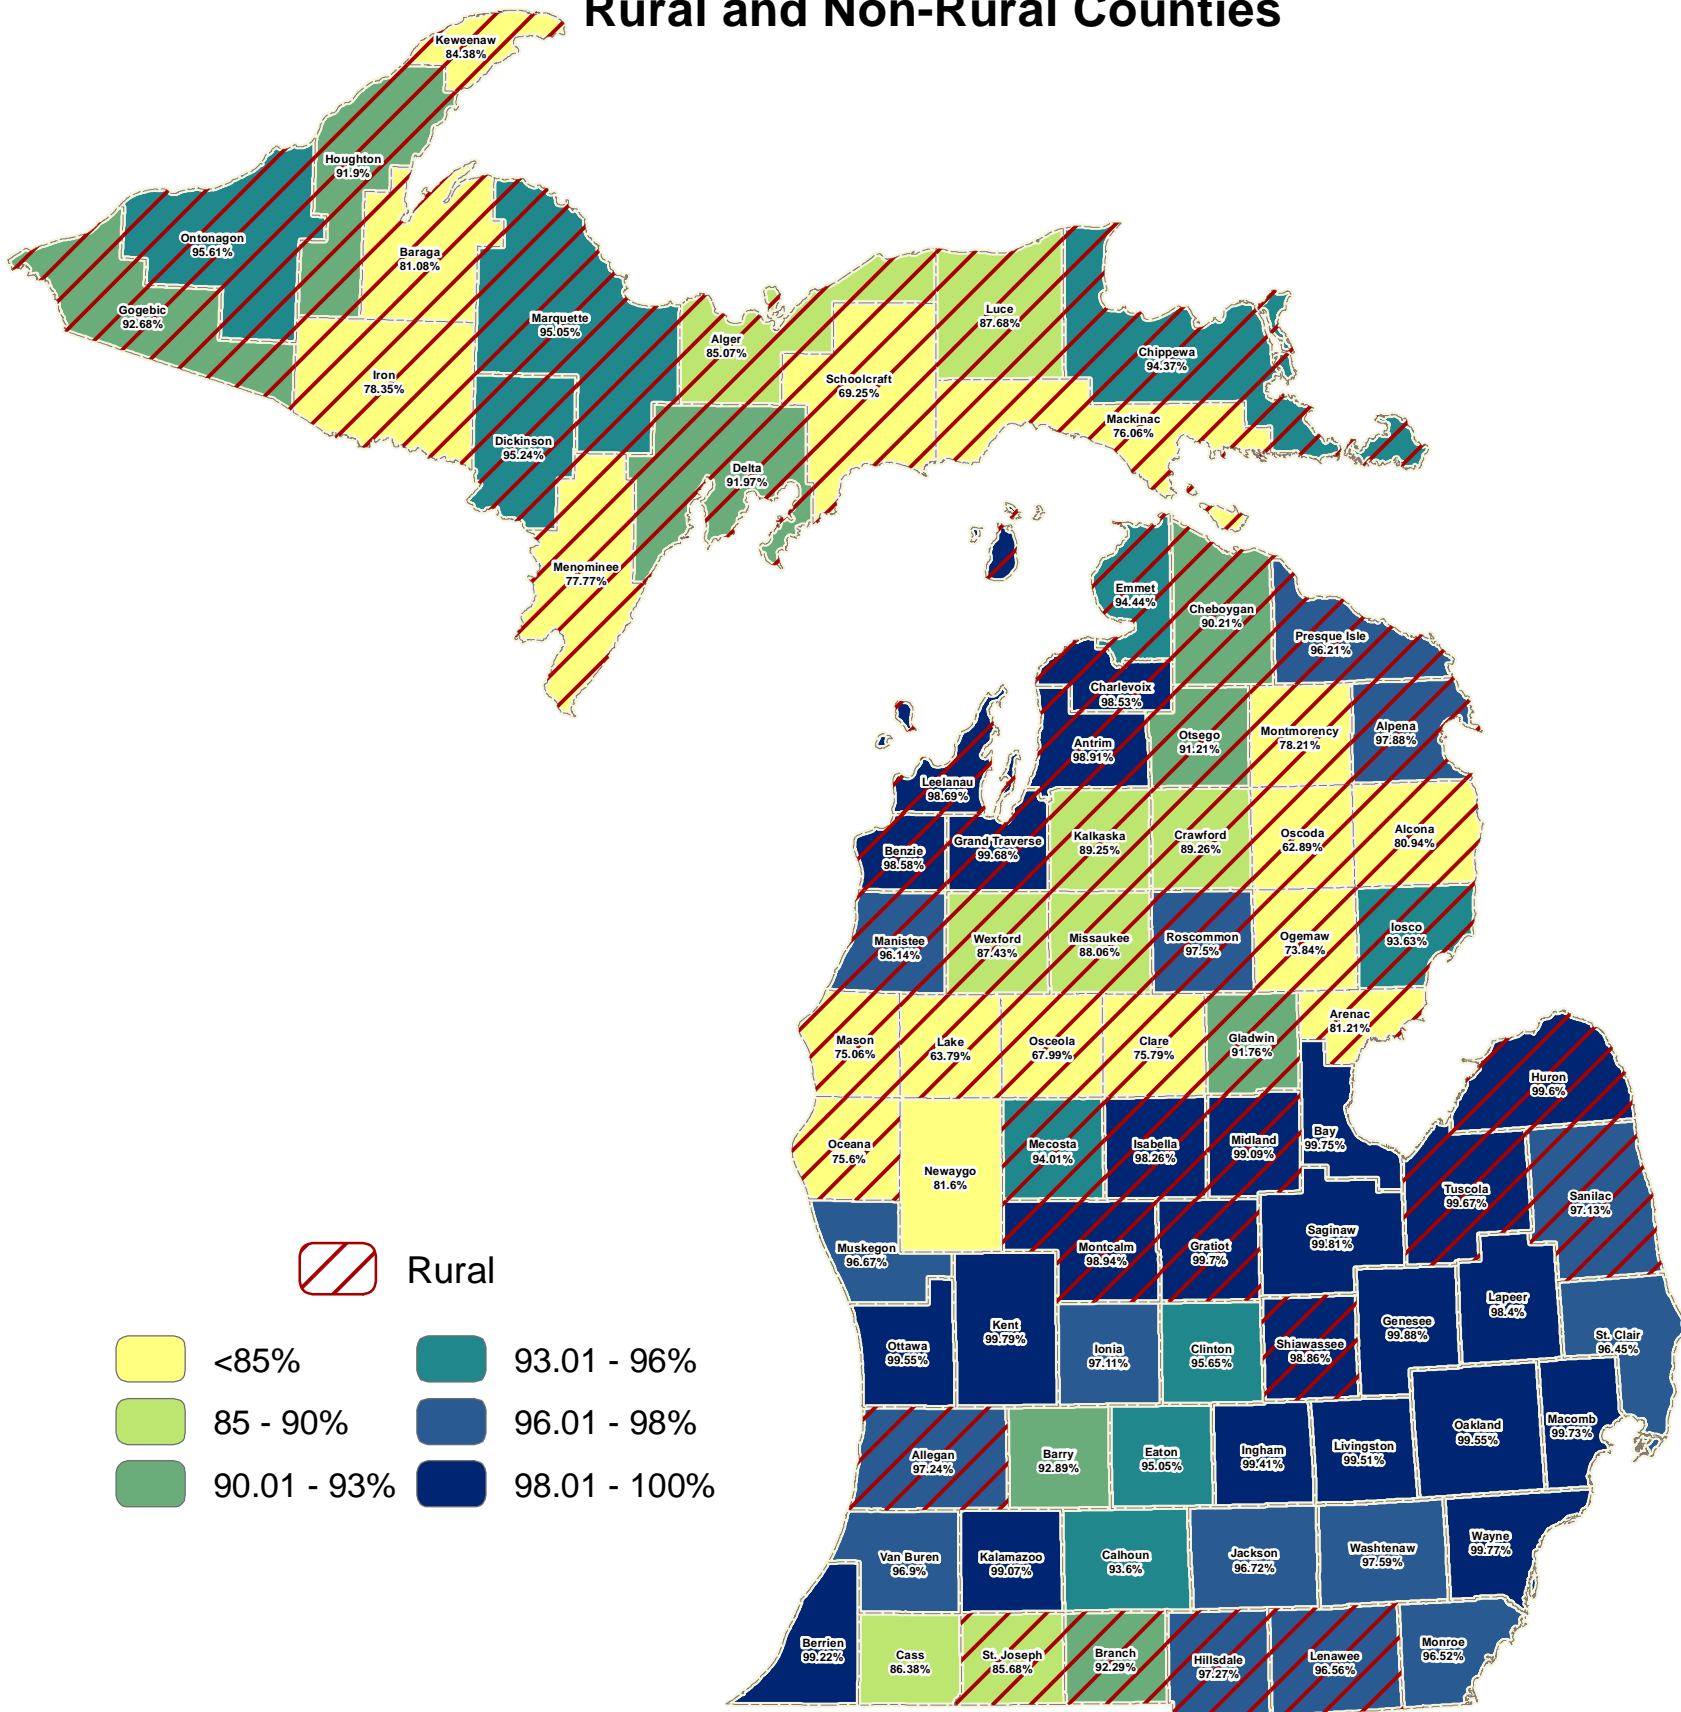 Rural and Non-Rural Counties
Keweenaw
84.38%
Houghton
91.9%
Ontonagon
95.61%
Baraga
81.08%
Gogebic
92.68%
Marquette
95.05%
Iron
78.35%
Dickinson
95.24%
Alger
85.07%
Luce
87.68%
Schoolcraft
69.25%
Chippewa
94.37%
Mackinac
76.06%
Delta
91.97%
Menominee
77.77%
Emmet
94.44%
Cheboygan
90.21%
Presque Isle
96.21%
Charlevoix
98.53%
Antrim
98.91%
Otsego
91.21%
Montmorency
78.21%
Alpena
97.88%
Leelanau
98.69%
Benzie
98.58%
Grand Traverse
99.68%
Kalkaska
89.25%
Crawford
89.26%
Oscoda
62.89%
Alcona
80.94%
Manistee
96.14%
Wexford
87.43%
Missaukee
88.06%
Roscommon
97.5%
Ogemaw
73.84%
Iosco
93.63%
Mason
75.06%
Lake
63.79%
Osceola
67.99%
Clare
75.79%
Gladwin
91.76%
Arenac
81.21%
Huron
99.6%
Oceana
75.6%
Newaygo
81.6%
Mecosta
94.01%
Isabella
98.26%
Midland
99.09%
Bay
99.75%
Tuscola
99.67%
Sanilac
97.13%
Muskegon
96.67%
Montcalm
98.94%
Gratiot
99.7%
Saginaw
99.81%
Lapeer
98.4%
Genesee
99.88%
St. Clair
96.45%
Ottawa
99.55%
Kent
99.79%
Ionia
97.11%
Clinton
95.65%
Shiawassee
98.86%
Allegan
97.24%
Barry
92.89%
Eaton
95.05%
Ingham
99.41%
Livingston
99.51%
Oakland
99.55%
Macomb
99.73%
Van Buren
96.9%
Kalamazoo
99.07%
Calhoun
93.6%
Jackson
96.72%
Washtenaw
97.59%
Wayne
99.77%
Berrien
99.22%
Cass
86.38%
St. Joseph
85.68%
Branch
92.29%
Hillsdale
97.27%
Lenawee
96.56%
Monroe
96.52%
Rural
<85%
93.01 - 96%
85 - 90%
96.01 - 98%
90.01 - 93%
98.01 - 100%